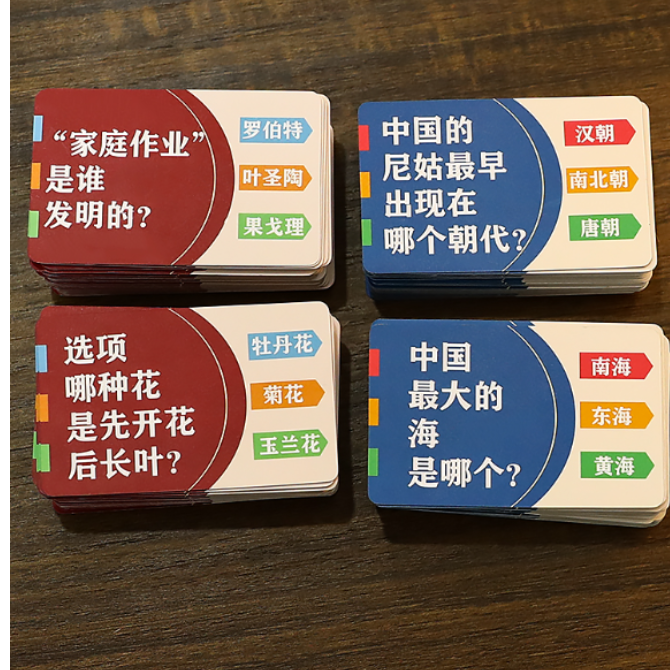 “家庭作业”
是谁
发明的？
罗伯特
叶圣陶
果戈理
中国的
尼姑最早
出现在
哪个朝代？
汉朝
南北朝
唐朝
选项
哪种花
是先开花
后长叶？
牡丹花
菊花
玉兰花
中国
最大的
海
是哪个？
南海
东海
黄海